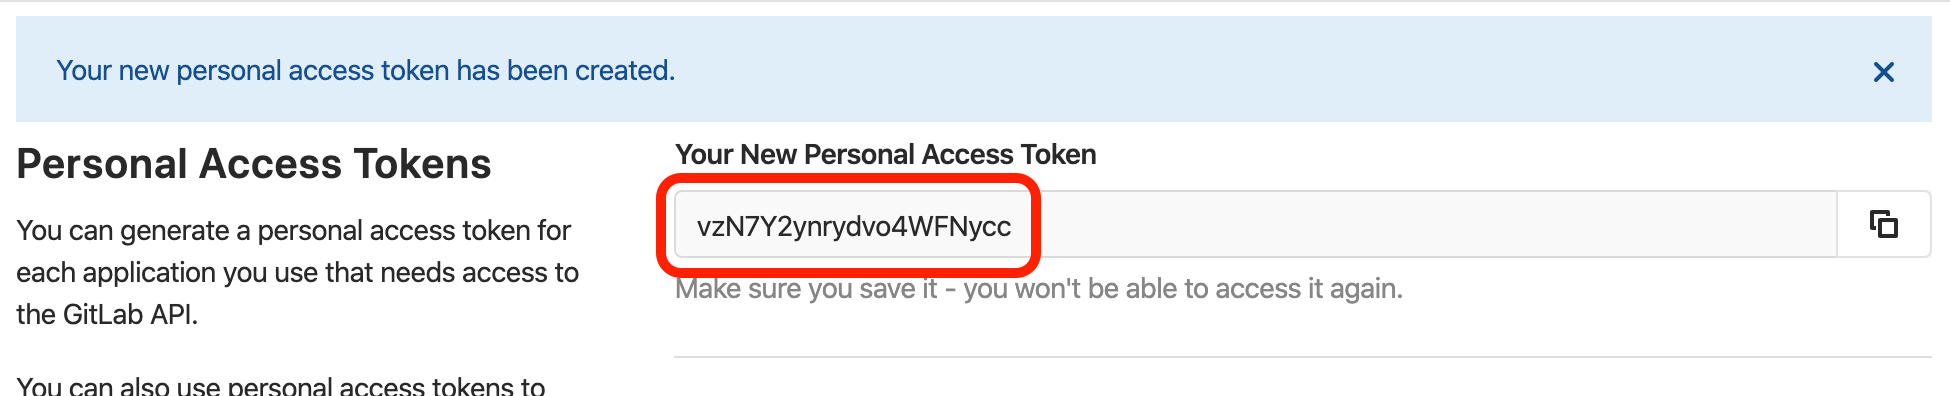 Your new personal access token has been created.
Personal Access Tokens
You can generate a personal access token for
each application you use that needs access to
the GitLab API.
You can also use personal access tokens to
Your New Personal Access Token
vzN7Y2ynrydvo4WFNycc
Make sure you save it - you won't be able to access it again.